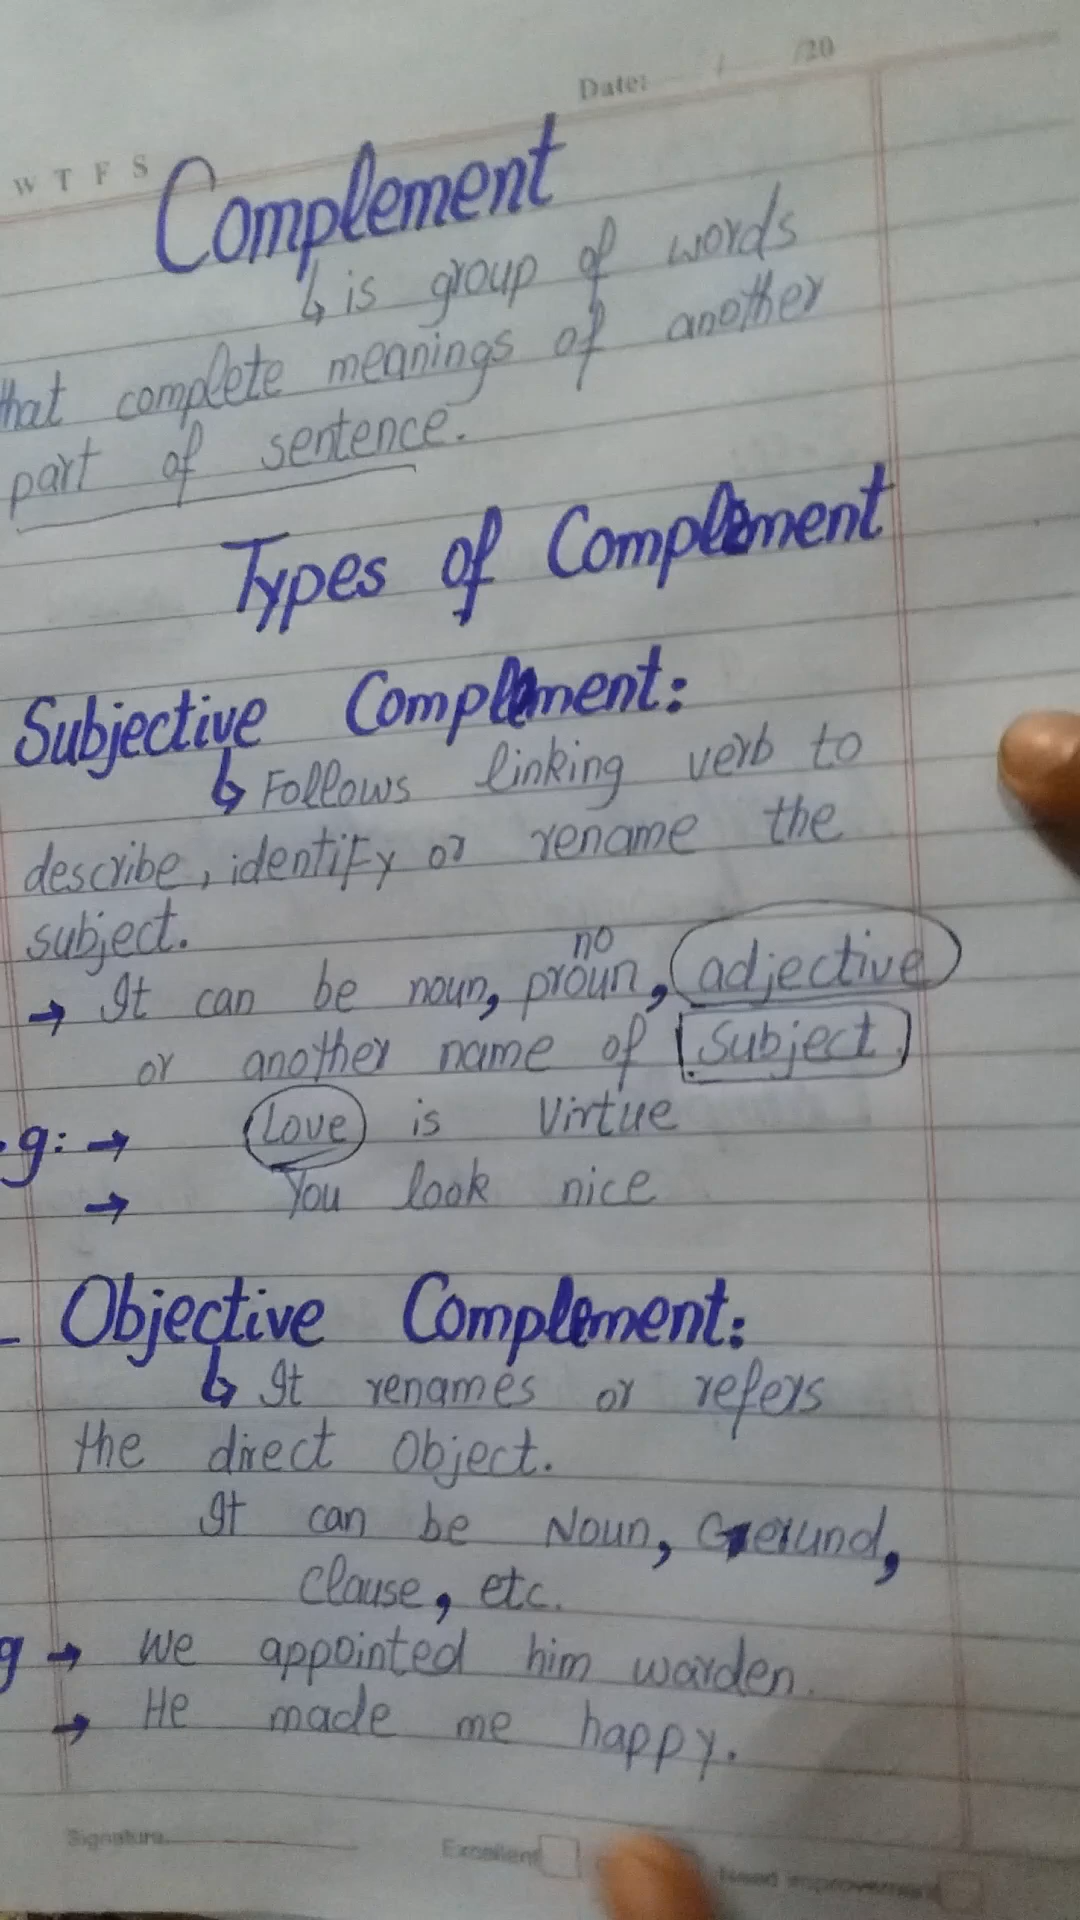 Date: / /20
W T F S
Complement
↳ is group of words
that complete meanings of another
part of sentence.
Types of Complement
Subjective Complement:
↳ Follows linking verb to
describe, identify or rename the
subject.
no
→ It can be noun, proun, adjective
or another name of subject.
.g: → Love is Virtue
→ You look nice
- Objective Complement:
↳ It renames or refers
the direct Object.
It can be Noun, Gerund,
Clause, etc.
g → We appointed him warden.
→ He made me happy.
Signature
Excellent
Need improvement